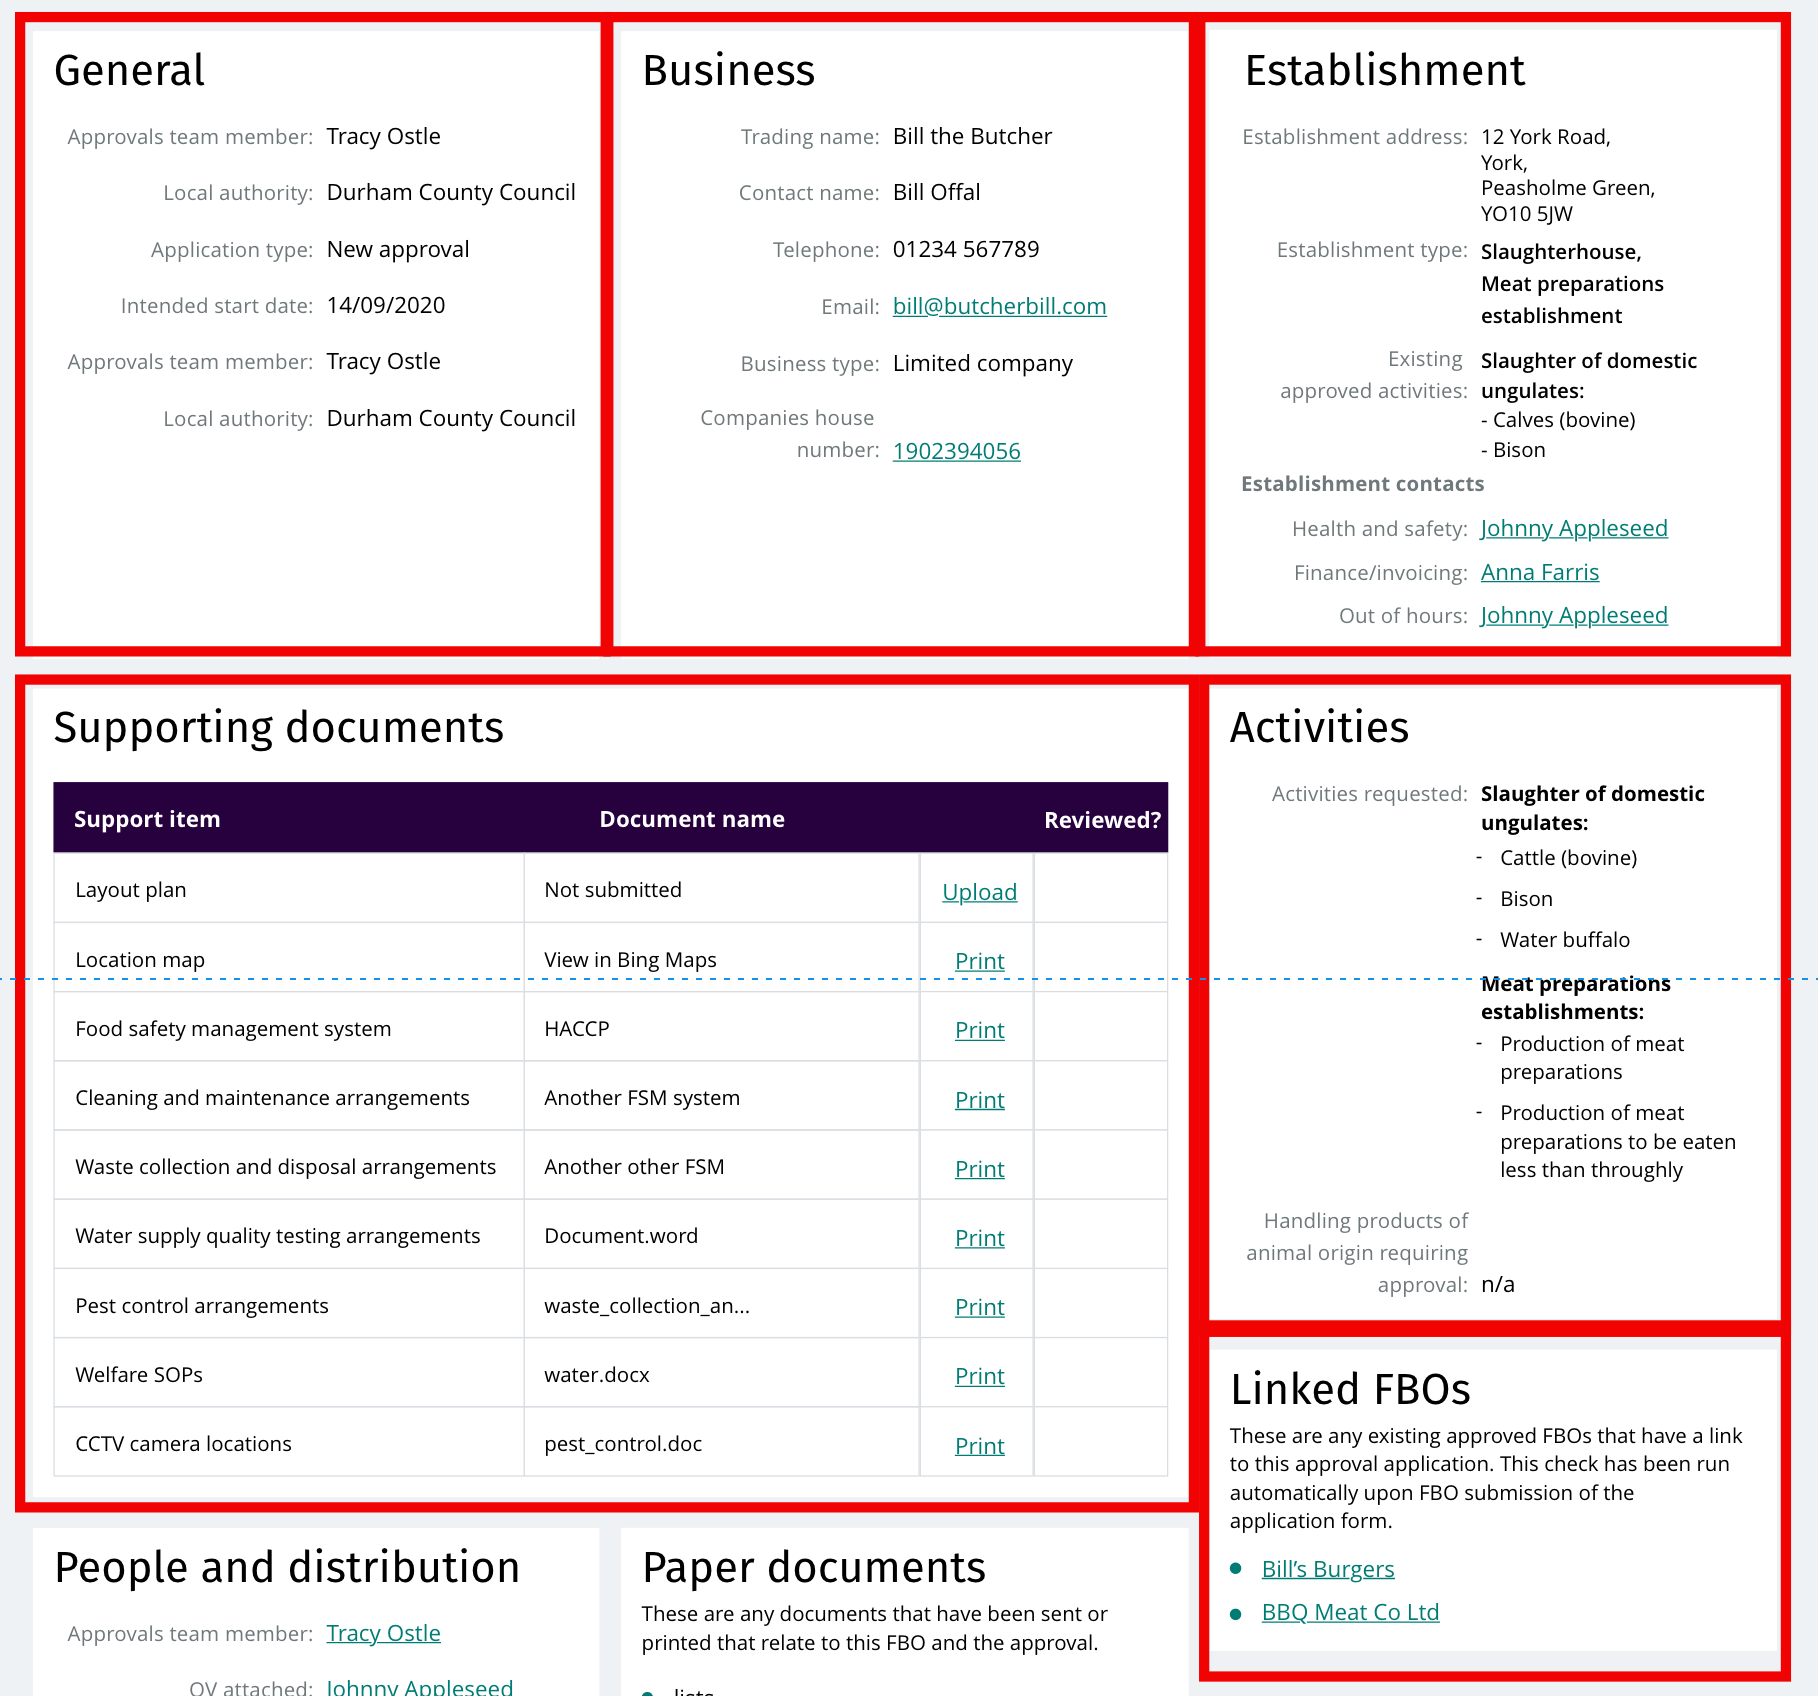 General
Approvals team member: Tracy Ostle
Local authority: Durham County Council
Application type: New approval
Intended start date: 14/09/2020
Approvals team member: Tracy Ostle
Local authority: Durham County Council
Business
Trading name: Bill the Butcher
Contact name: Bill Offal
Telephone: 01234 567789
Email: bill@butcherbill.com
Business type: Limited company
Companies house
number: 1902394056
Establishment
Establishment address: 12 York Road,
York,
Peasholme Green,
YO10 5JW
Establishment type: Slaughterhouse,
Meat preparations
establishment
Existing Slaughter of domestic
approved activities: ungulates:
- Calves (bovine)
- Bison
Establishment contacts
Health and safety: Johnny Appleseed
Finance/invoicing: Anna Farris
Out of hours: Johnny Appleseed
Supporting documents
Support item Document name Reviewed?
Layout plan Not submitted Upload
Location map View in Bing Maps Print
Food safety management system HACCP Print
Cleaning and maintenance arrangements Another FSM system Print
Waste collection and disposal arrangements Another other FSM Print
Water supply quality testing arrangements Document.word Print
Pest control arrangements waste_collection_an... Print
Welfare SOPs water.docx Print
CCTV camera locations pest_control.doc Print
Activities
Activities requested: Slaughter of domestic
ungulates:
- Cattle (bovine)
- Bison
- Water buffalo
Meat preparations
establishments:
- Production of meat
preparations
- Production of meat
preparations to be eaten
less than throughly
Handling products of
animal origin requiring
approval: n/a
Linked FBOs
These are any existing approved FBOs that have a link
to this approval application. This check has been run
automatically upon FBO submission of the
application form.
Bill’s Burgers
BBQ Meat Co Ltd
People and distribution
Approvals team member: Tracy Ostle
OV attached: Johnny Appleseed
Paper documents
These are any documents that have been sent or
printed that relate to this FBO and the approval.
lists